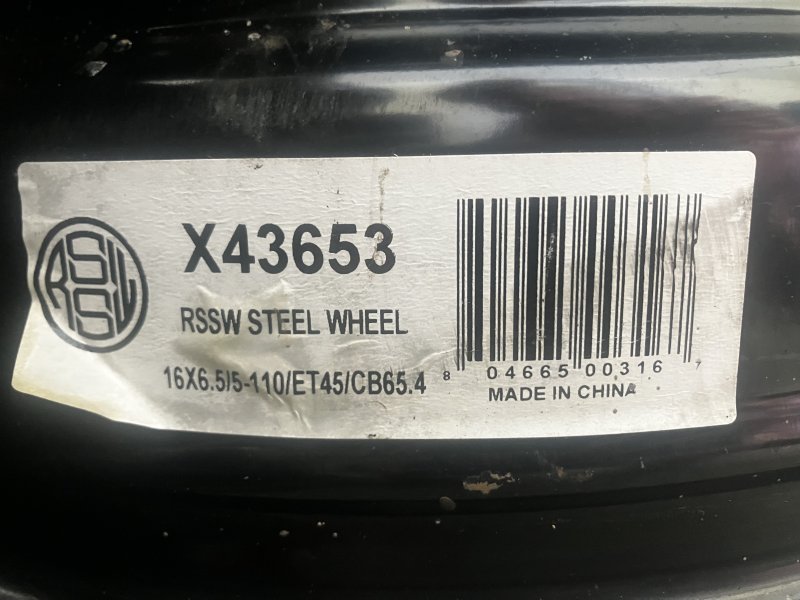 RSSW
X43653
RSSW STEEL WHEEL
16X6.5/5-110/ET45/CB65.4
8 04665 00316 7
MADE IN CHINA